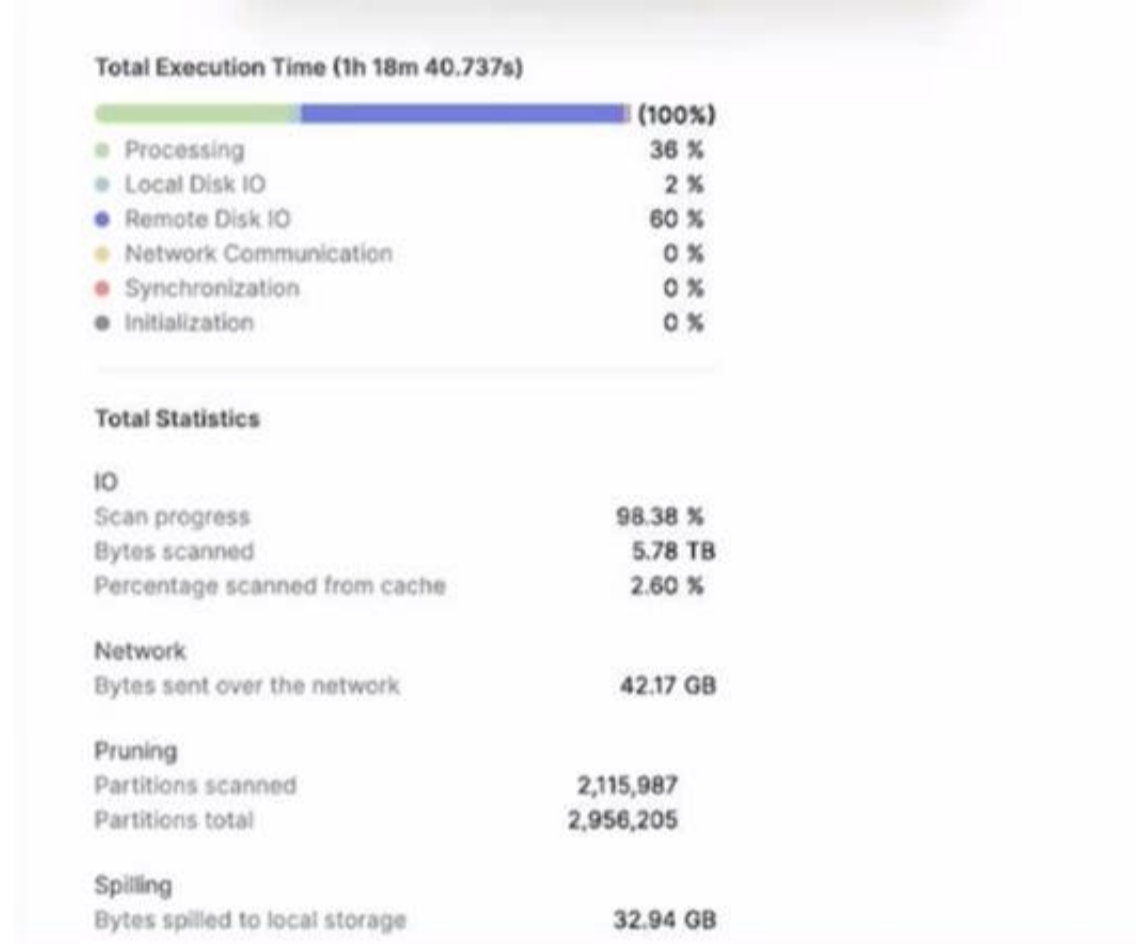 Total Execution Time (1h 18m 40.737s)
(100%)
Processing 36 %
Local Disk IO 2 %
Remote Disk IO 60 %
Network Communication 0 %
Synchronization 0 %
Initialization 0 %
Total Statistics
IO
Scan progress 98.38 %
Bytes scanned 5.78 TB
Percentage scanned from cache 2.60 %
Network
Bytes sent over the network 42.17 GB
Pruning
Partitions scanned 2,115,987
Partitions total 2,956,205
Spilling
Bytes spilled to local storage 32.94 GB